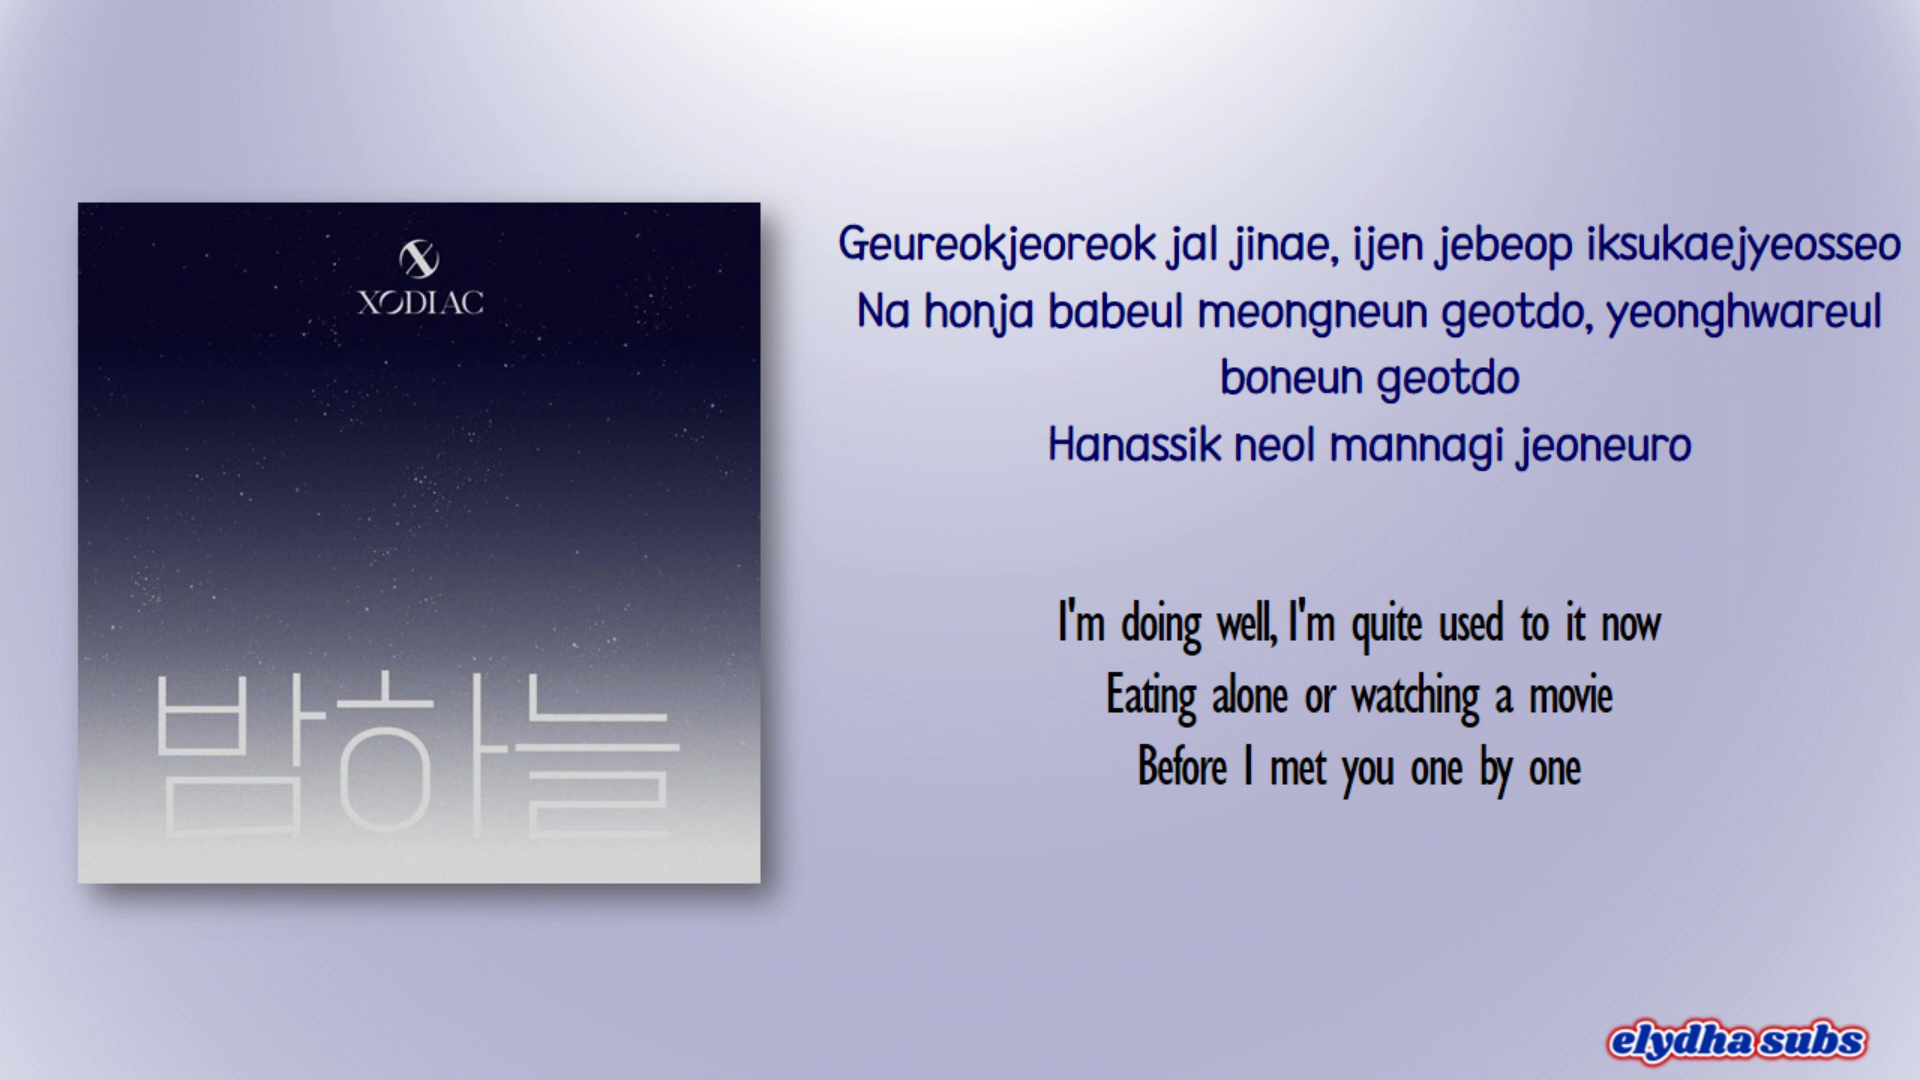 XODIAC
밤하늘
Geureokjeoreok jal jinae, ijen jebeop iksukaejyeosseo
Na honja babeul meongneun geotdo, yeonghwareul
boneun geotdo
Hanassik neol mannagi jeoneuro
I'm doing well, I'm quite used to it now
Eating alone or watching a movie
Before I met you one by one
elydha subs